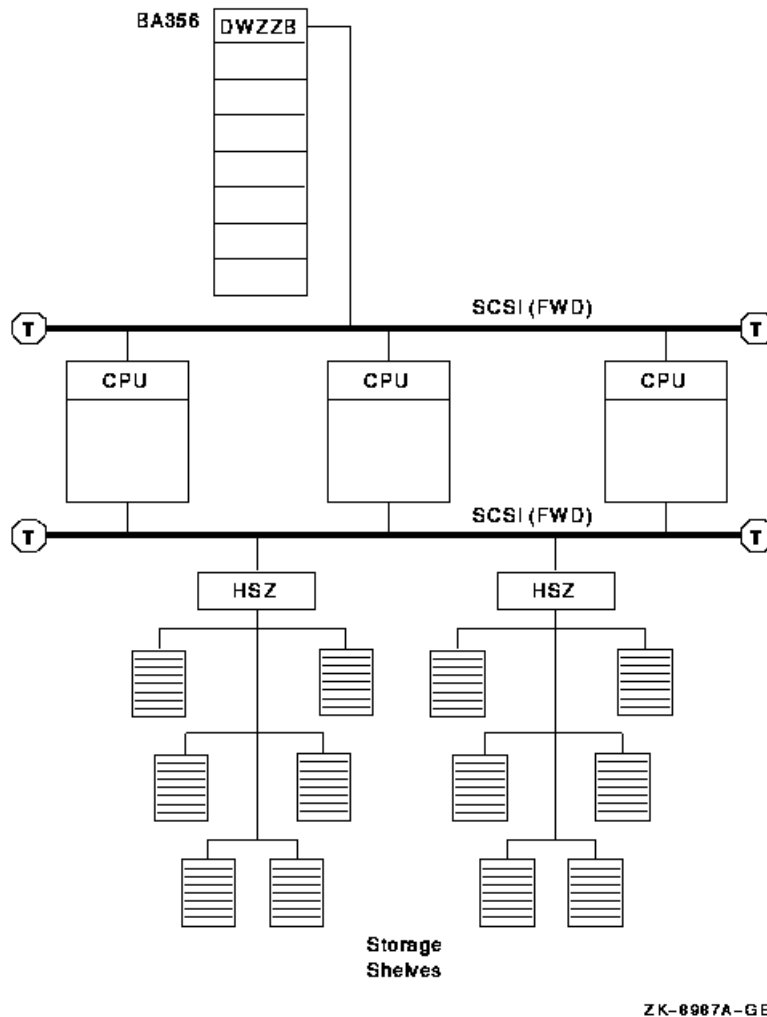 BA356
DWZZB
SCSI (FWD)
T
T
CPU
CPU
CPU
SCSI (FWD)
T
T
HSZ
HSZ
Storage
Shelves
ZK-8987A-GE